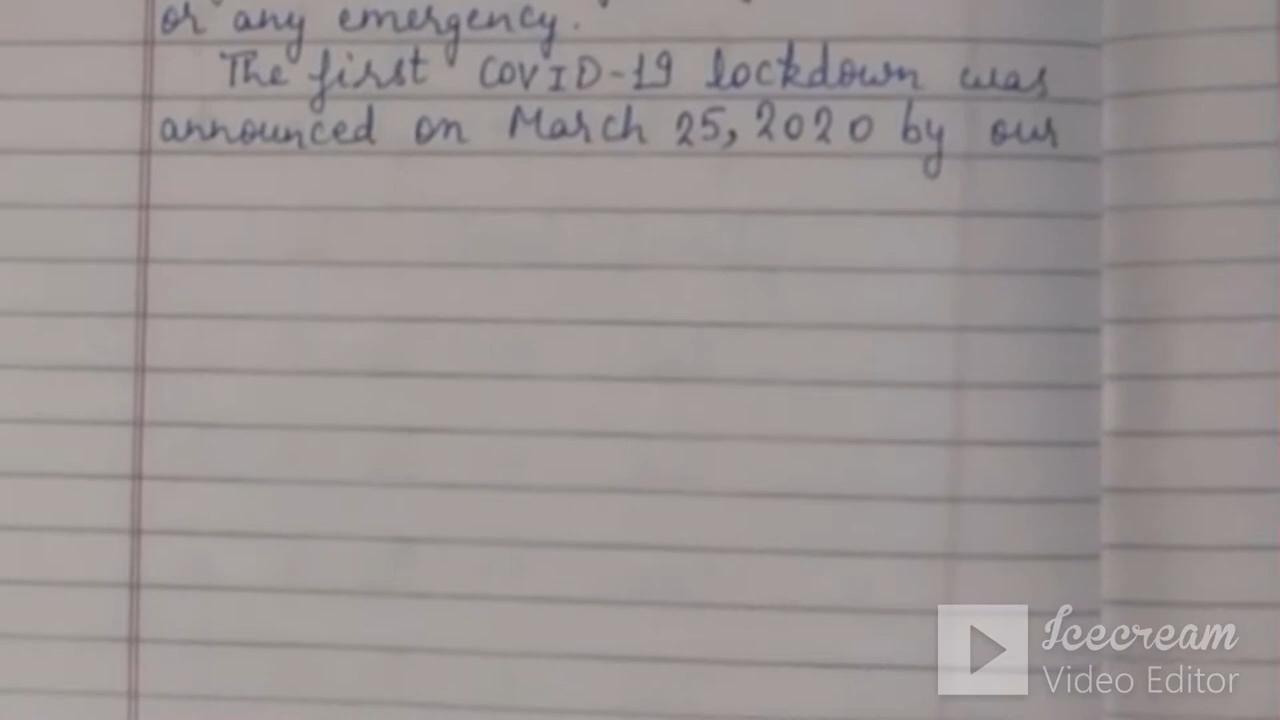 or any emergency.
The first COVID-19 lockdown was
announced on March 25, 2020 by our
Icecream
Video Editor